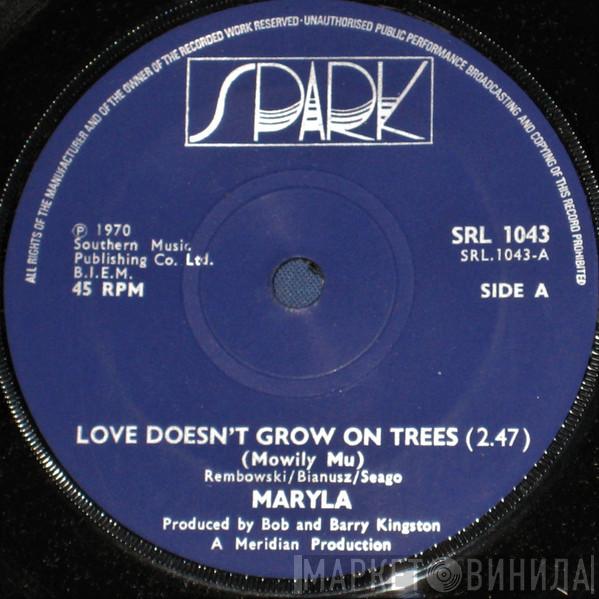 ALL RIGHTS OF THE MANUFACTURER AND OF THE OWNER OF THE RECORDED WORK RESERVED · UNAUTHORISED PUBLIC PERFORMANCE BROADCASTING AND COPYING OF THIS RECORD PROHIBITED
SPARK
℗ 1970
Southern Music
Publishing Co. Ltd.
B.I.E.M.
45 RPM
SRL 1043
SRL.1043-A
SIDE A
LOVE DOESN'T GROW ON TREES (2.47)
(Mowily Mu)
Rembowski/Bianusz/Seago
MARYLA
Produced by Bob and Barry Kingston
A Meridian Production
МАРКЕТ ВИНИЛА